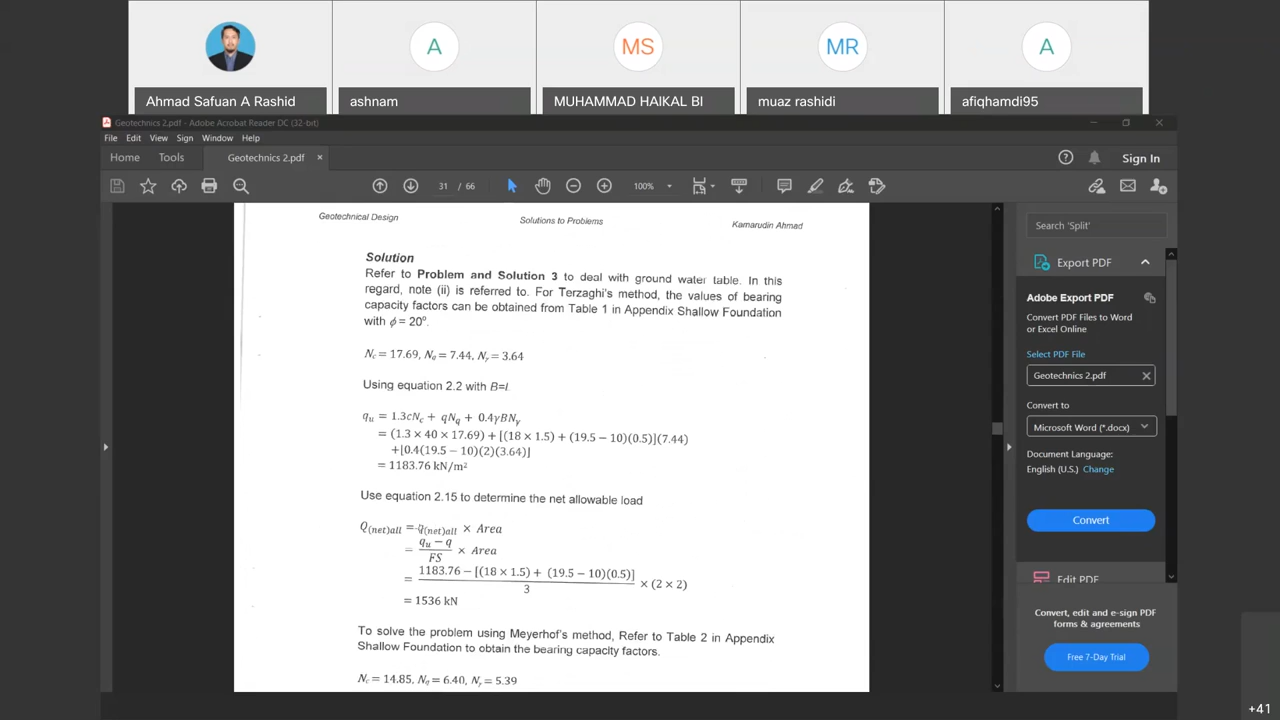 A
MS
MR
A
Ahmad Safuan A Rashid
ashnam
MUHAMMAD HAIKAL BI
muaz rashidi
afiqhamdi95
Geotechnics 2.pdf - Adobe Acrobat Reader DC (32-bit)
File Edit View Sign Window Help
Home Tools Geotechnics 2.pdf × Sign In
31 / 66 100%
Geotechnical Design Solutions to Problems Kamarudin Ahmad
Solution
Refer to Problem and Solution 3 to deal with ground water table. In this
regard, note (ii) is referred to. For Terzaghi's method, the values of bearing
capacity factors can be obtained from Table 1 in Appendix Shallow Foundation
with ϕ = 20°.
N_c = 17.69, N_q = 7.44, N_γ = 3.64
Using equation 2.2 with B=l
q_u = 1.3cN_c + qN_q + 0.4γBN_γ
= (1.3 × 40 × 17.69) + [(18 × 1.5) + (19.5 − 10)(0.5)](7.44)
+[0.4(19.5 − 10)(2)(3.64)]
= 1183.76 kN/m²
Use equation 2.15 to determine the net allowable load
Q_(net)all = q_(net)all × Area
= q_u − q / FS × Area
= 1183.76 − [(18 × 1.5) + (19.5 − 10)(0.5)] / 3 × (2 × 2)
= 1536 kN
To solve the problem using Meyerhof's method, Refer to Table 2 in Appendix
Shallow Foundation to obtain the bearing capacity factors.
N_c = 14.85, N_q = 6.40, N_γ = 5.39
Search 'Split'
Export PDF
Adobe Export PDF
Convert PDF Files to Word
or Excel Online
Select PDF File
Geotechnics 2.pdf ×
Convert to
Microsoft Word (*.docx)
Document Language:
English (U.S.) Change
Convert
Edit PDF
Convert, edit and e-sign PDF
forms & agreements
Free 7-Day Trial
+41